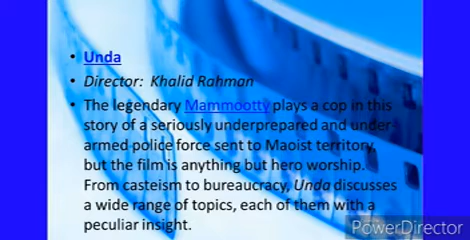 Unda
Director: Khalid Rahman
The legendary Mammootty plays a cop in this
story of a seriously underprepared and under-
armed police force sent to Maoist territory,
but the film is anything but hero worship.
From casteism to bureaucracy, Unda discusses
a wide range of topics, each of them with a
peculiar insight.
PowerDirector